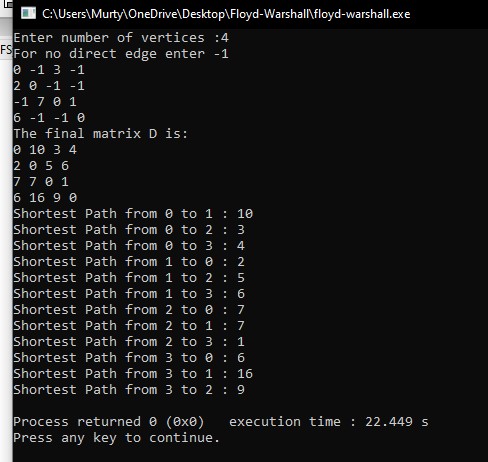 C:\Users\Murty\OneDrive\Desktop\Floyd-Warshall\floyd-warshall.exe
FS
Enter number of vertices :4
For no direct edge enter -1
0 -1 3 -1
2 0 -1 -1
-1 7 0 1
6 -1 -1 0
The final matrix D is:
0 10 3 4
2 0 5 6
7 7 0 1
6 16 9 0
Shortest Path from 0 to 1 : 10
Shortest Path from 0 to 2 : 3
Shortest Path from 0 to 3 : 4
Shortest Path from 1 to 0 : 2
Shortest Path from 1 to 2 : 5
Shortest Path from 1 to 3 : 6
Shortest Path from 2 to 0 : 7
Shortest Path from 2 to 1 : 7
Shortest Path from 2 to 3 : 1
Shortest Path from 3 to 0 : 6
Shortest Path from 3 to 1 : 16
Shortest Path from 3 to 2 : 9
Process returned 0 (0x0)   execution time : 22.449 s
Press any key to continue.